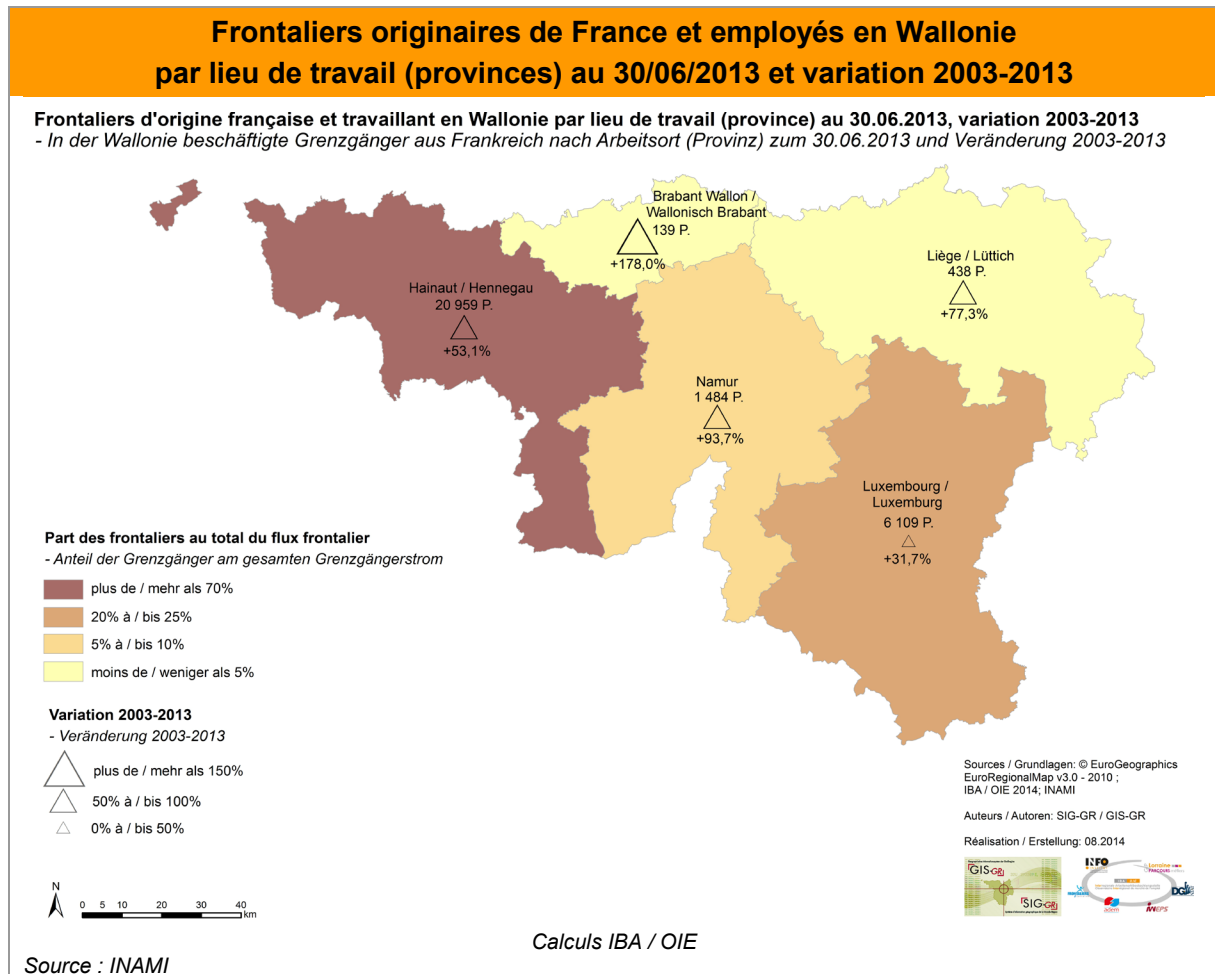 Frontaliers originaires de France et employés en Wallonie
par lieu de travail (provinces) au 30/06/2013 et variation 2003-2013
Frontaliers d'origine française et travaillant en Wallonie par lieu de travail (province) au 30.06.2013, variation 2003-2013
- In der Wallonie beschäftigte Grenzgänger aus Frankreich nach Arbeitsort (Provinz) zum 30.06.2013 und Veränderung 2003-2013
Brabant Wallon /
Wallonisch Brabant
139 P.
+178,0%
Liège / Lüttich
438 P.
+77,3%
Hainaut / Hennegau
20 959 P.
+53,1%
Namur
1 484 P.
+93,7%
Luxembourg /
Luxemburg
6 109 P.
+31,7%
Part des frontaliers au total du flux frontalier
- Anteil der Grenzgänger am gesamten Grenzgängerstrom
plus de / mehr als 70%
20% à / bis 25%
5% à / bis 10%
moins de / weniger als 5%
Variation 2003-2013
- Veränderung 2003-2013
plus de / mehr als 150%
50% à / bis 100%
0% à / bis 50%
N
0 5 10 20 30 40
km
Sources / Grundlagen: © EuroGeographics
EuroRegionalMap v3.0 - 2010 ;
IBA / OIE 2014; INAMI
Auteurs / Autoren: SIG-GR / GIS-GR
Réalisation / Erstellung: 08.2014
GIS-GR
SIG-GR
INFO
Lorraine
PARCOURS
IBA OIE
DG
adem
IWEPS
Calculs IBA / OIE
Source : INAMI